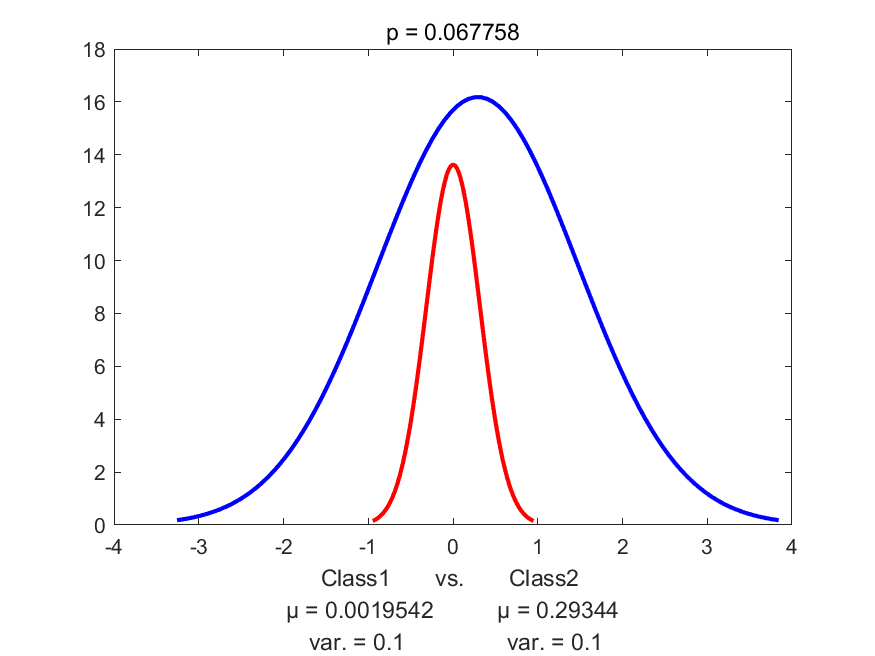 p = 0.067758
18
16
14
12
10
8
6
4
2
0
-4 -3 -2 -1 0 1 2 3 4
Class1 vs. Class2
μ = 0.0019542 μ = 0.29344
var. = 0.1 var. = 0.1